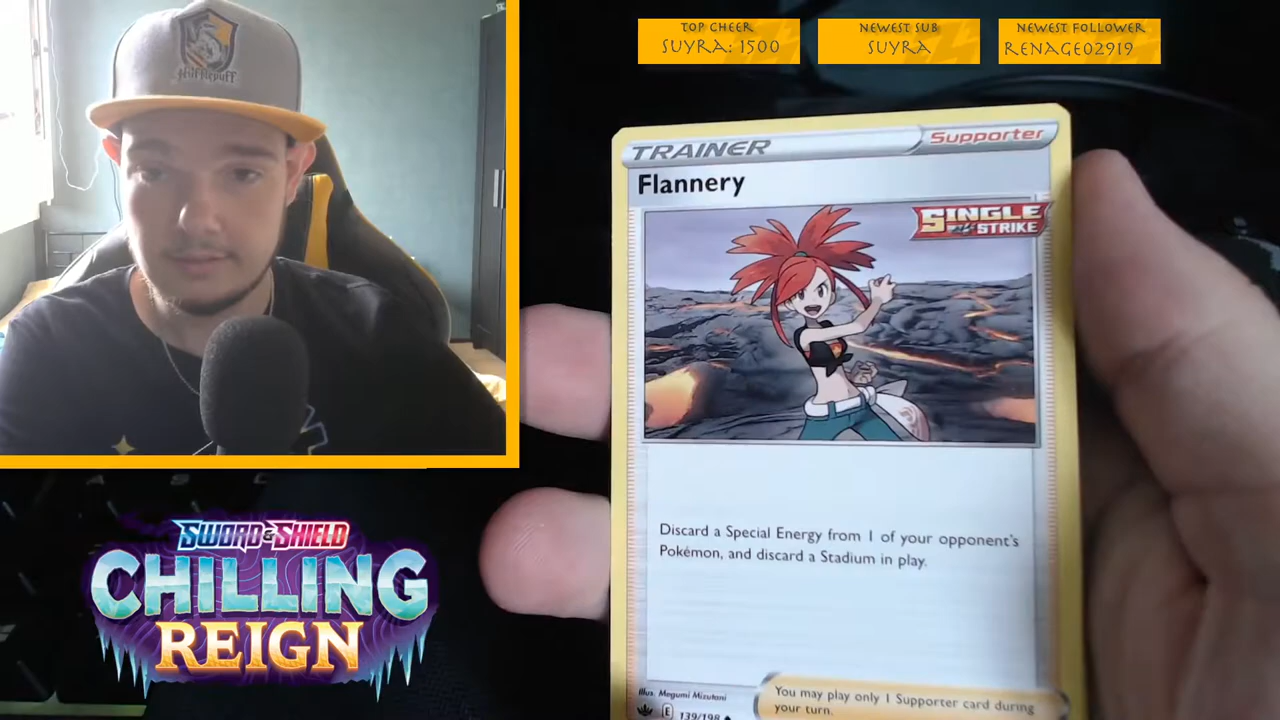 TOP CHEER
SUYRA: 1500
NEWEST SUB
SUYRA
NEWEST FOLLOWER
RENAGE02919
Hufflepuff
TRAINER
Supporter
Flannery
SINGLE
STRIKE
Discard a Special Energy from 1 of your opponent's
Pokémon, and discard a Stadium in play.
Illus. Megumi Mizutani
E 139/198
You may play only 1 Supporter card during
your turn.
SWORD & SHIELD
CHILLING
REIGN